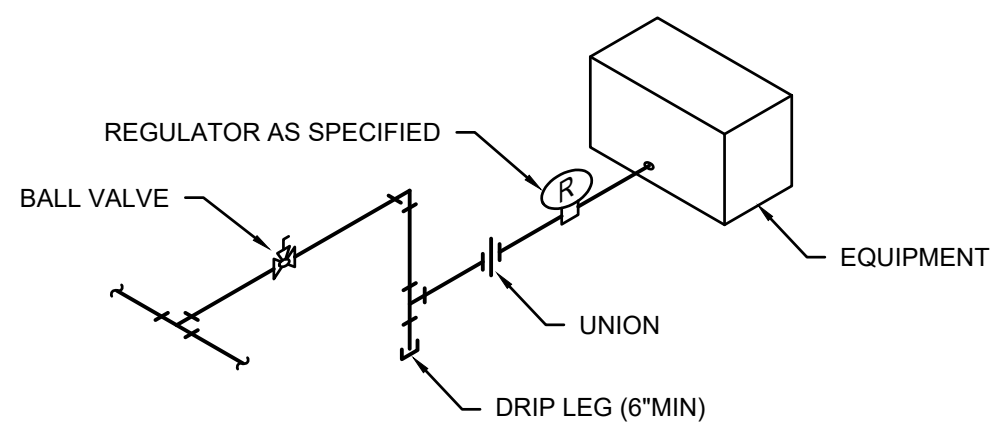 REGULATOR AS SPECIFIED
R
BALL VALVE
EQUIPMENT
UNION
DRIP LEG (6"MIN)